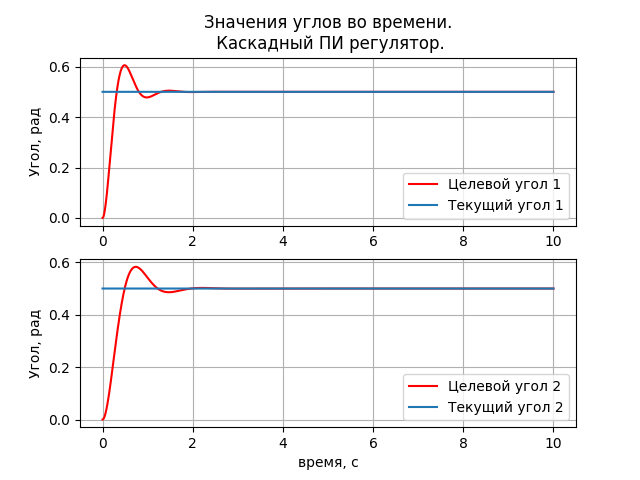 Значения углов во времени.
Каскадный ПИ регулятор.
0.6
0.4
0.2
0.0
Угол, рад
Целевой угол 1
Текущий угол 1
0 2 4 6 8 10
0.6
0.4
0.2
0.0
Угол, рад
Целевой угол 2
Текущий угол 2
0 2 4 6 8 10
время, с